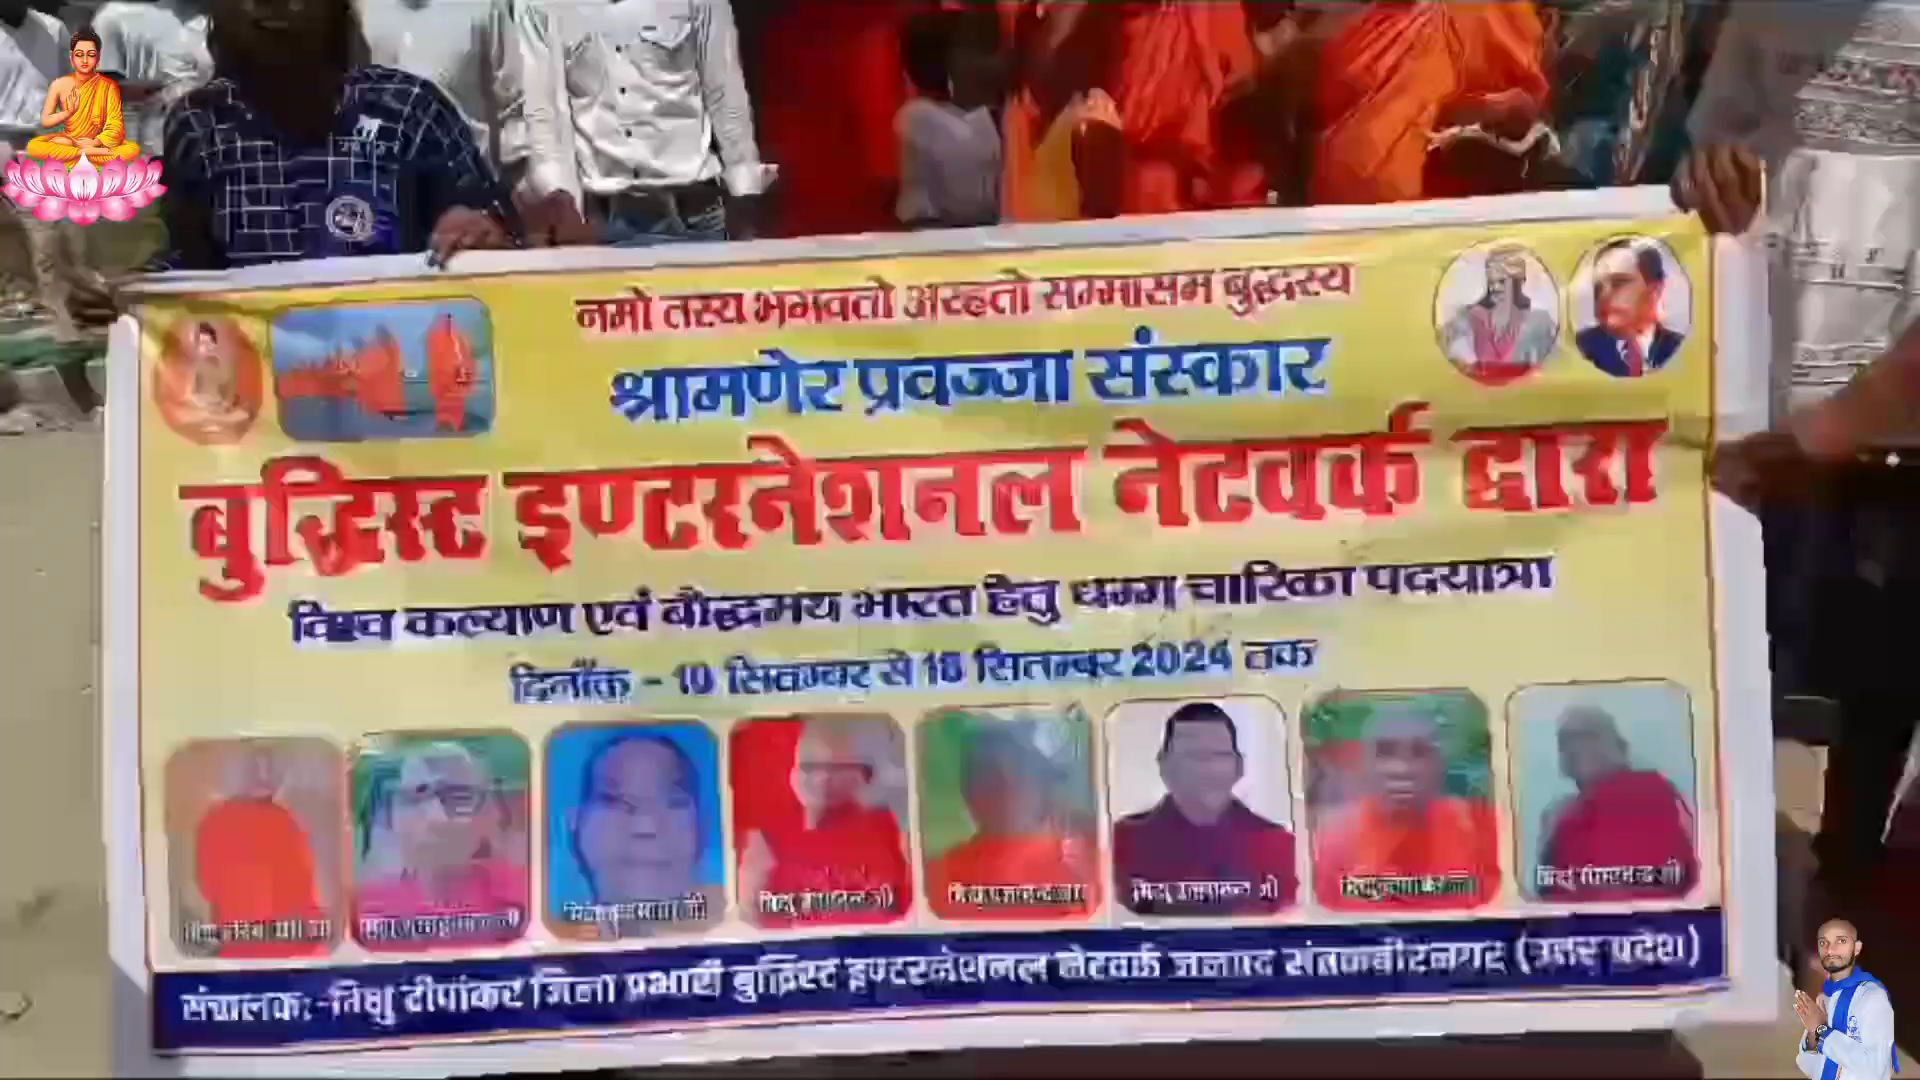 नमो तस्य भगवतो अरहतो सम्मासम बुद्धस्य
श्रामणेर प्रवज्जा संस्कार
बुद्धिस्ट इण्टरनेशनल नेटवर्क द्वारा
विश्व कल्याण एवं बौद्धमय भारत हेतु धम्म चारिका पदयात्रा
दिनाँक - 10 सितम्बर से 18 सितम्बर 2024 तक
संचालक:-भिक्षु दीपांकर जिला प्रभारी बुद्धिस्ट इण्टरनेशनल नेटवर्क जनपद संतकबीरनगर (उत्तर प्रदेश)